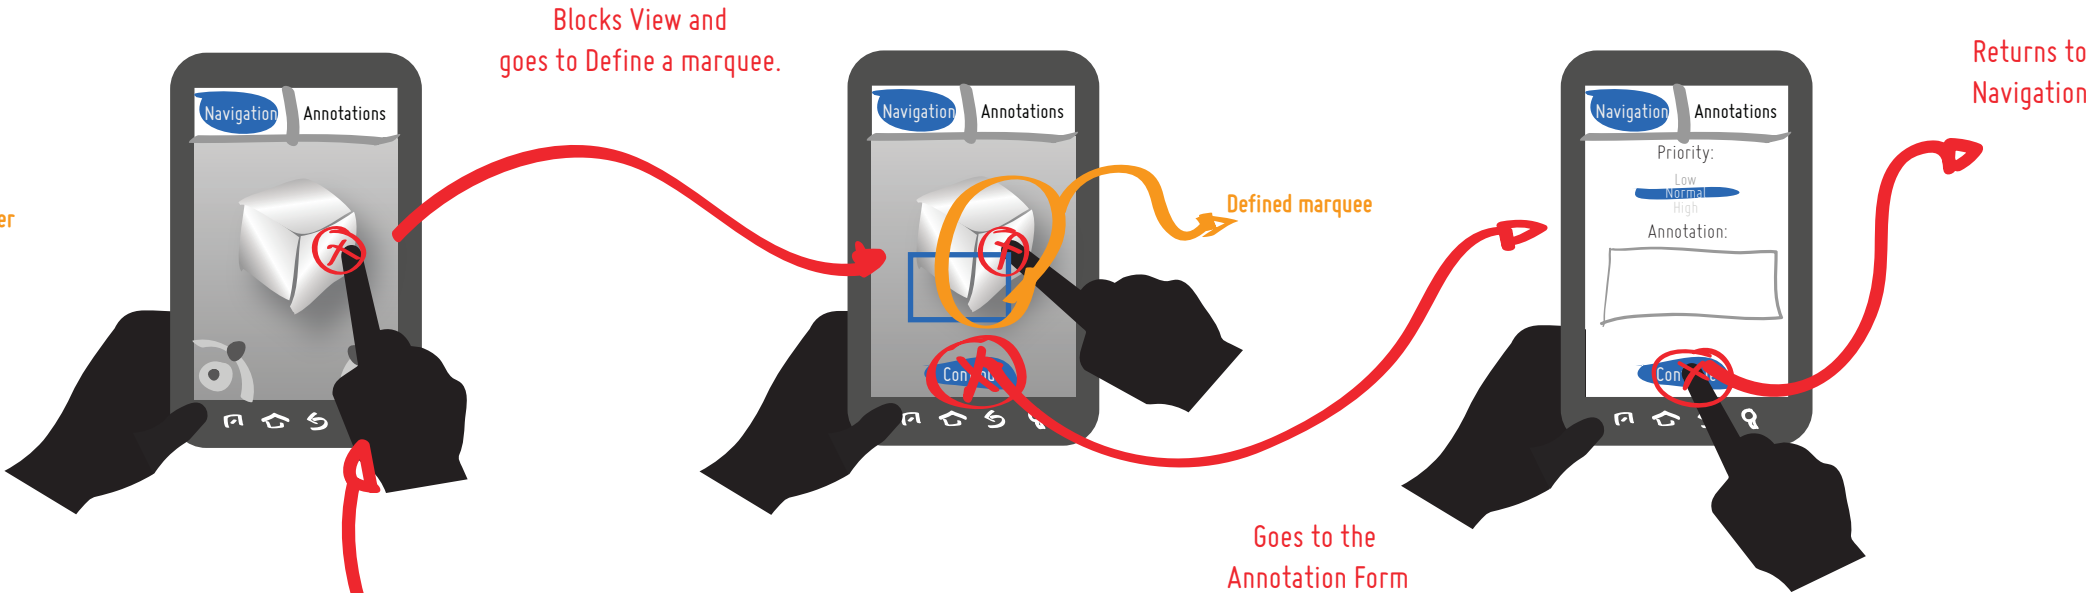 Blocks View and
goes to Define a marquee.
er
Navigation Annotations
Navigation Annotations
Defined marquee
Goes to the
Annotation Form
Navigation Annotations
Priority:
Low
Normal
High
Annotation:
Returns to
Navigation